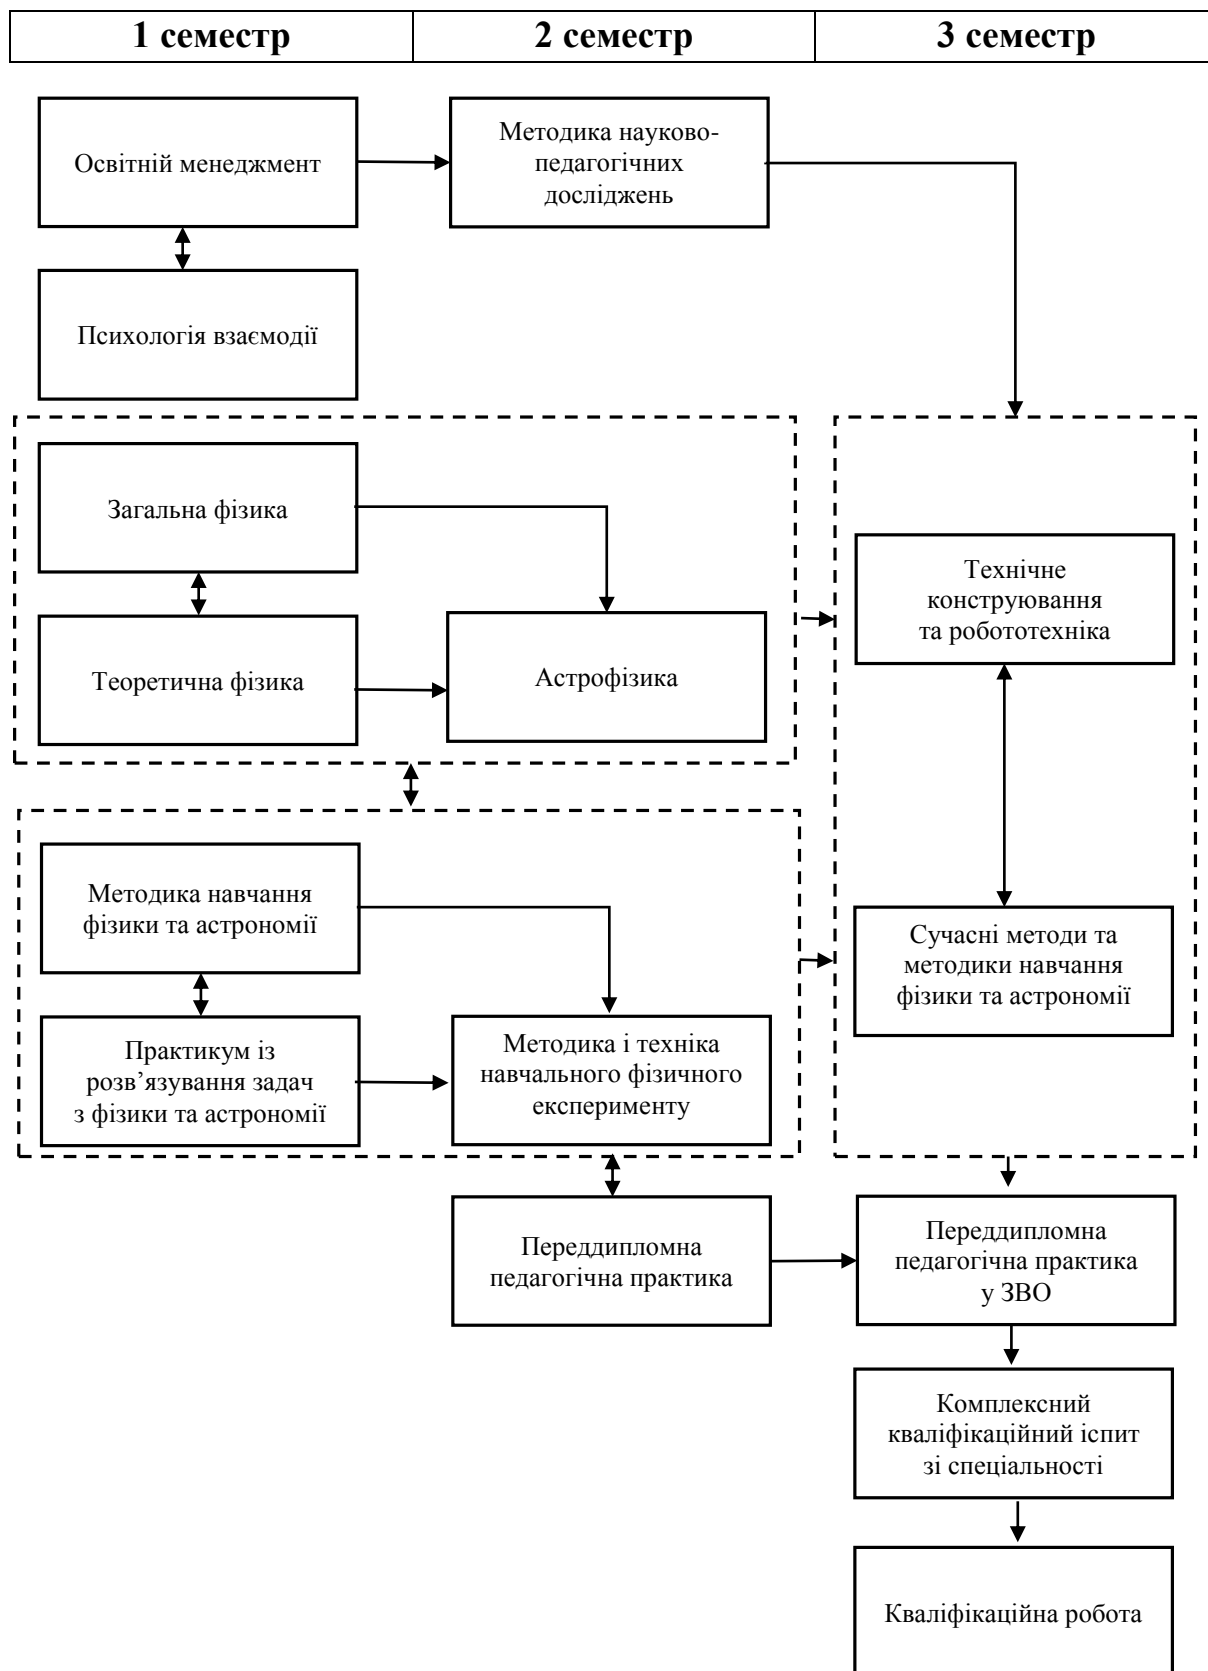 1 семестр
2 семестр
3 семестр
Освітній менеджмент
Методика науково-
педагогічних
досліджень
Психологія взаємодії
Загальна фізика
Теоретична фізика
Астрофізика
Технічне
конструювання
та робототехніка
Методика навчання
фізики та астрономії
Сучасні методи та
методики навчання
фізики та астрономії
Практикум із
розв’язування задач
з фізики та астрономії
Методика і техніка
навчального фізичного
експерименту
Переддипломна
педагогічна практика
Переддипломна
педагогічна практика
у ЗВО
Комплексний
кваліфікаційний іспит
зі спеціальності
Кваліфікаційна робота